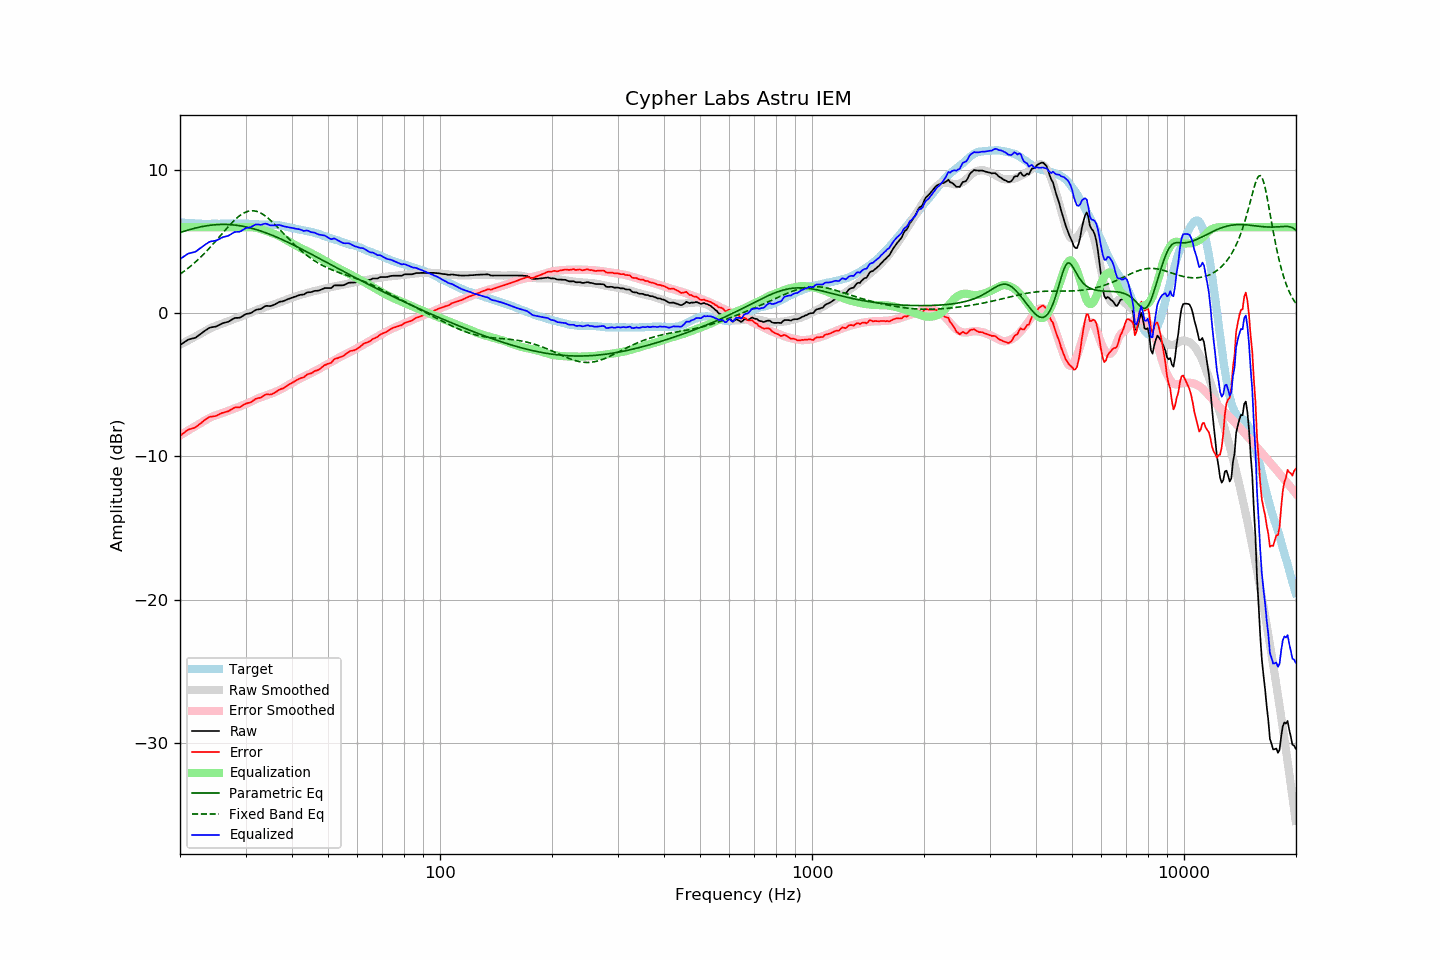 Cypher Labs Astru IEM
Amplitude (dBr)
10
0
−10
−20
−30
Target
Raw Smoothed
Error Smoothed
Raw
Error
Equalization
Parametric Eq
Fixed Band Eq
Equalized
100
1000
10000
Frequency (Hz)